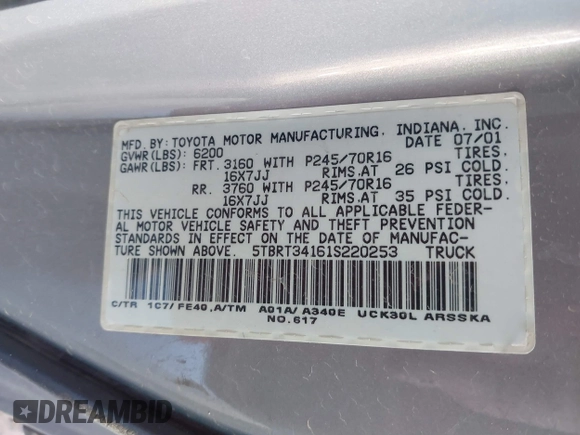 MFD. BY: TOYOTA MOTOR MANUFACTURING, INDIANA, INC.
GVWR(LBS): 6200 DATE 07/01
GAWR(LBS): FRT. 3160 WITH P245/70R16 TIRES.
16X7JJ RIMS.AT 26 PSI COLD.
RR. 3760 WITH P245/70R16 TIRES.
16X7JJ RIMS.AT 35 PSI COLD.
THIS VEHICLE CONFORMS TO ALL APPLICABLE FEDER-
AL MOTOR VEHICLE SAFETY AND THEFT PREVENTION
STANDARDS IN EFFECT ON THE DATE OF MANUFAC-
TURE SHOWN ABOVE. 5TBRT34161S220253 TRUCK
C/TR 1C7/FE40,A/TM A01A/A340E UCK30L ARSSKA
NO.617
DREAMBID